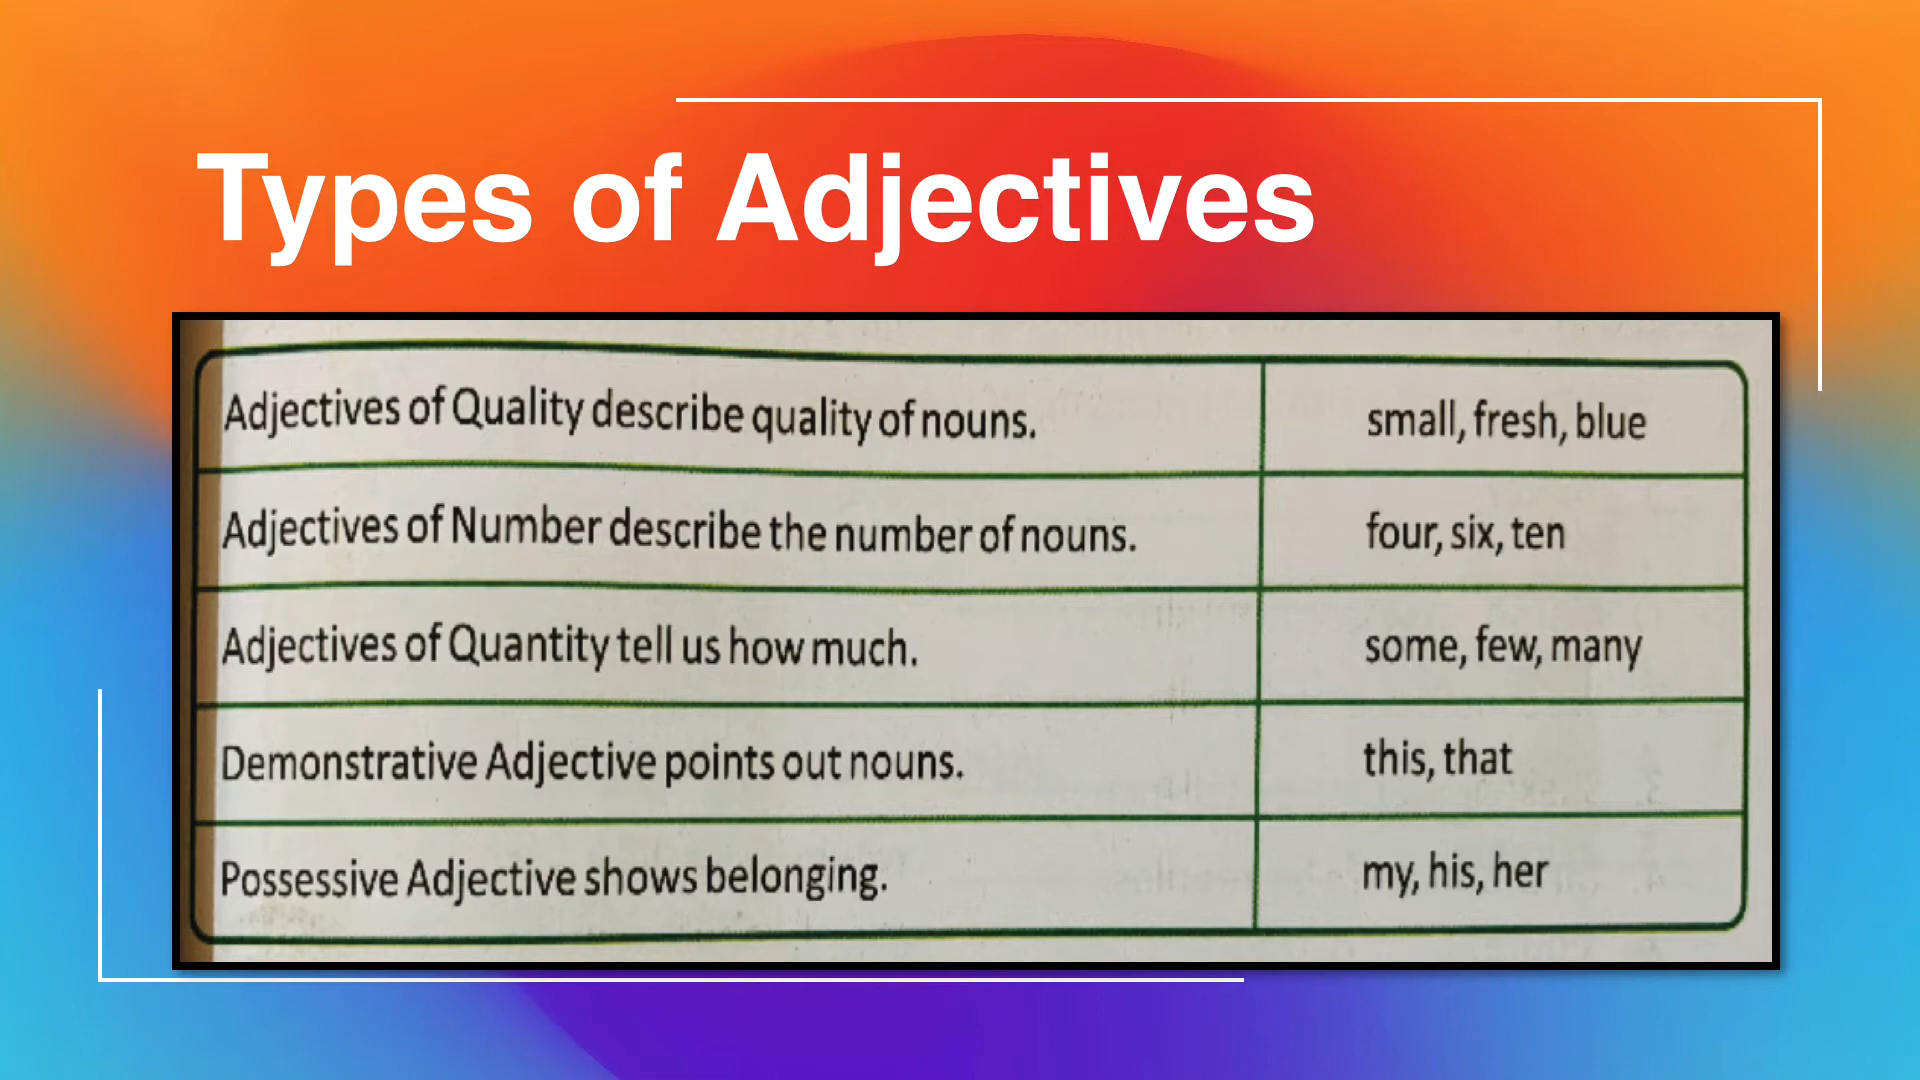 Types of Adjectives
Adjectives of Quality describe quality of nouns. small, fresh, blue
Adjectives of Number describe the number of nouns. four, six, ten
Adjectives of Quantity tell us how much. some, few, many
Demonstrative Adjective points out nouns. this, that
Possessive Adjective shows belonging. my, his, her